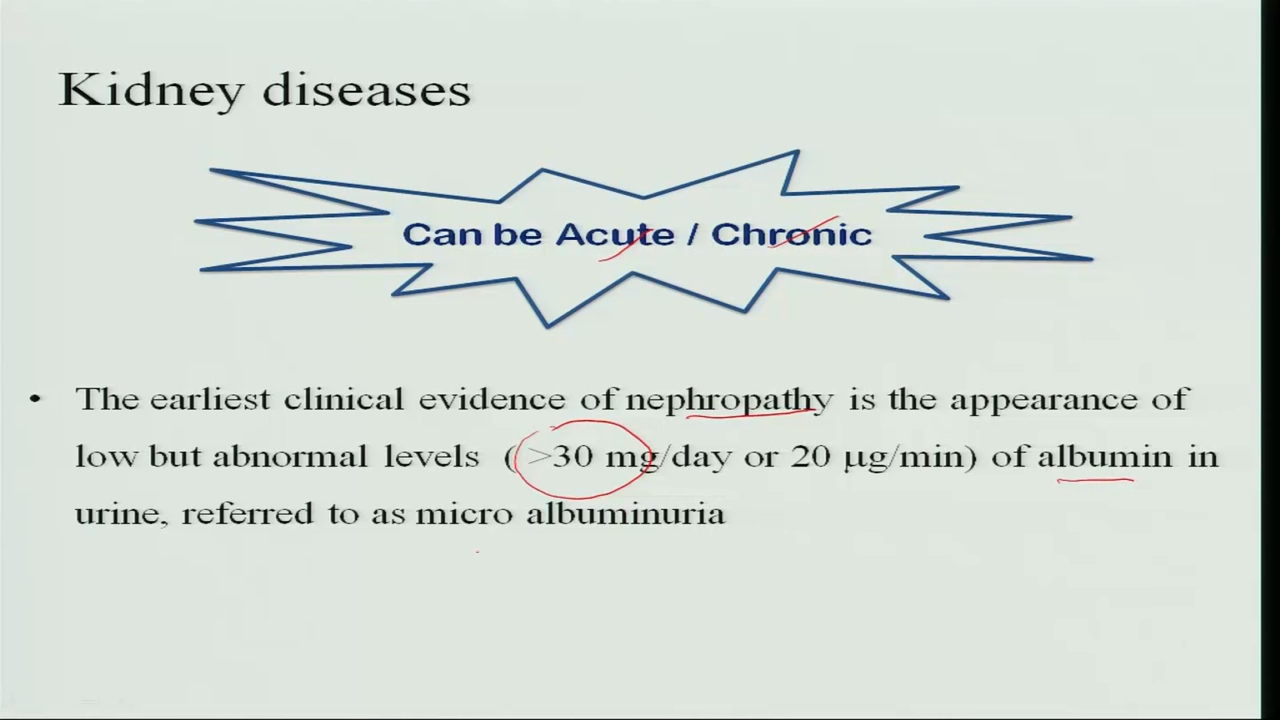 Kidney diseases
Can be Acute / Chronic
• The earliest clinical evidence of nephropathy is the appearance of
low but abnormal levels (>30 mg/day or 20 µg/min) of albumin in
urine, referred to as micro albuminuria